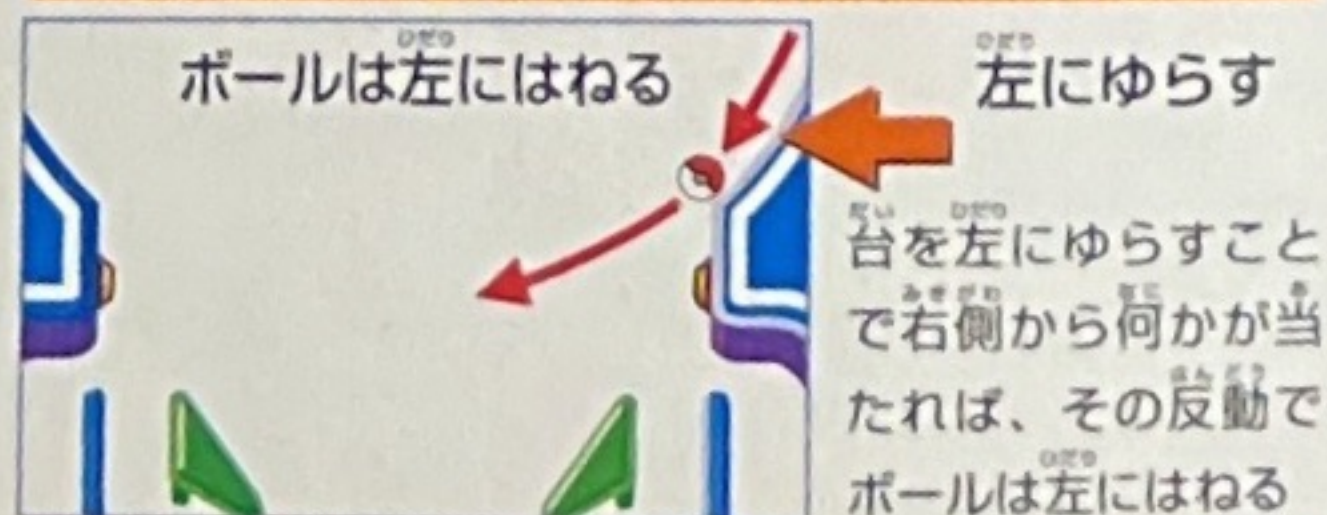 ボールは左にはねる
左にゆらす
台を左にゆらすこと
で右側から何かが当
たれば、その反動で
ボールは左にはねる